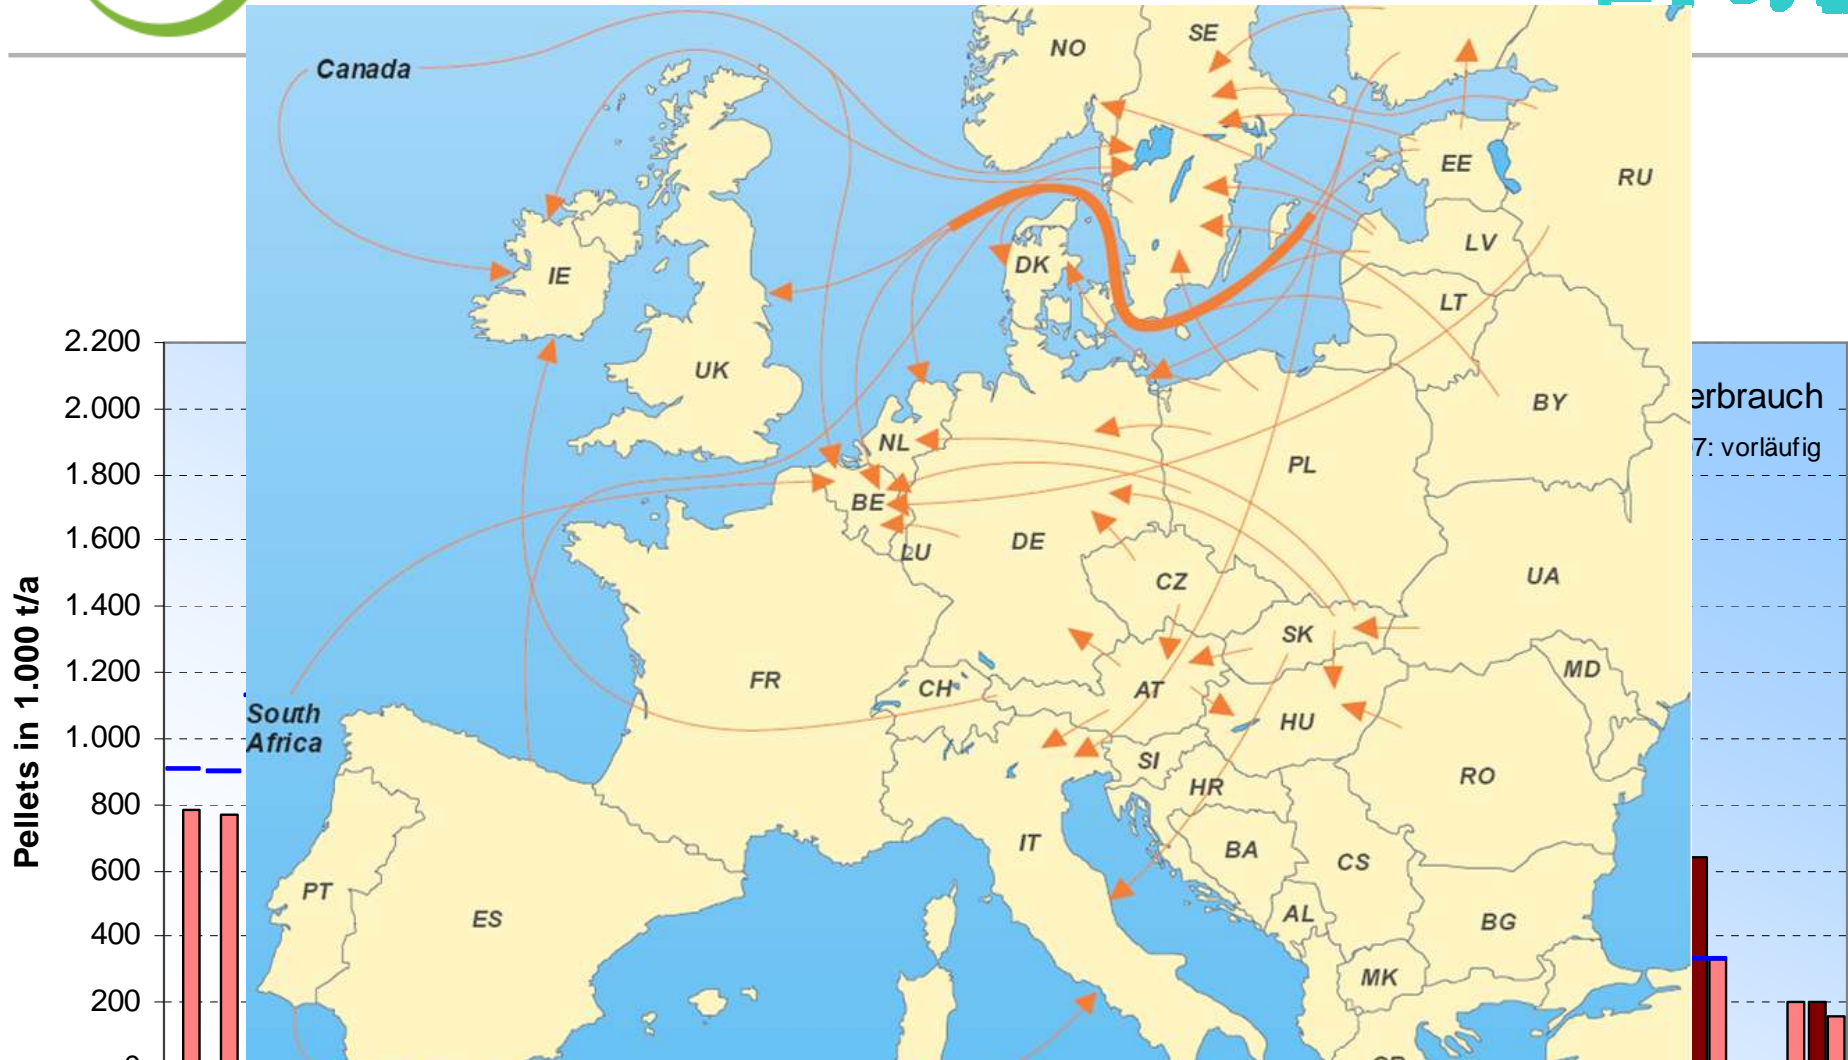 Canada
NO
SE
EE
RU
LV
IE
DK
LT
2.200
UK
2.000
BY
erbrauch
NL
7: vorläufig
1.800
PL
BE
1.600
DE
LU
CZ
UA
1.400
SK
MD
1.200
FR
CH
AT
South
Africa
HU
1.000
SI
RO
HR
800
IT
BA
CS
600
PT
ES
AL
BG
400
MK
200
Pellets in 1.000 t/a